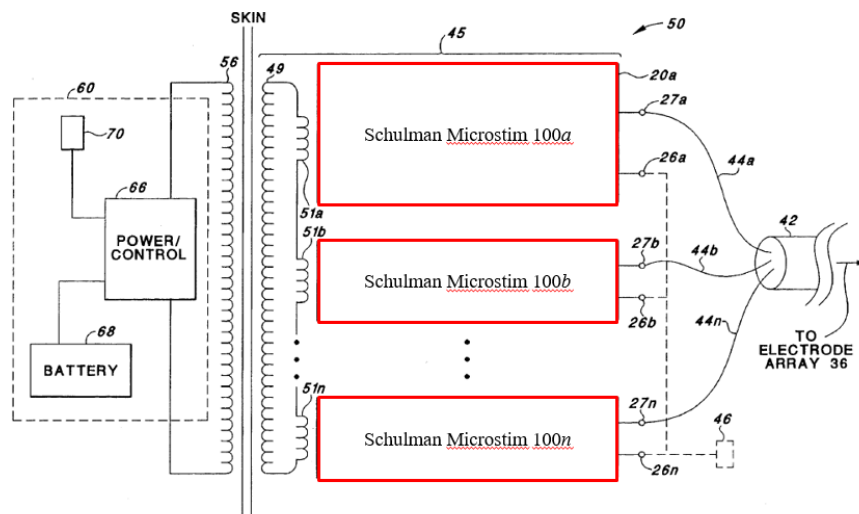 SKIN
50
45
56
49
20a
60
27a
Schulman Microstim 100a
70
26a
44a
66
51a
42
POWER/
CONTROL
51b
27b
44b
Schulman Microstim 100b
26b
44n
68
BATTERY
TO
ELECTRODE
ARRAY 36
51n
27n
46
Schulman Microstim 100n
26n